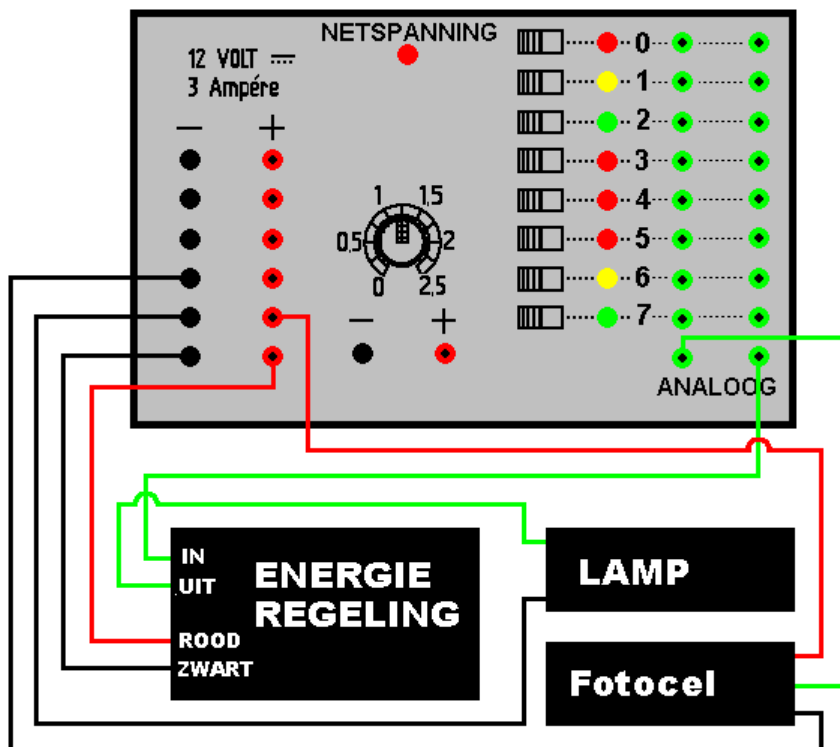 NETSPANNING
12 VOLT
3 Ampére
− +
0
1
2
3
4
5
6
7
1 1,5
0,5 2
0 2,5
− +
ANALOOG
IN
UIT
ENERGIE
REGELING
ROOD
ZWART
LAMP
Fotocel